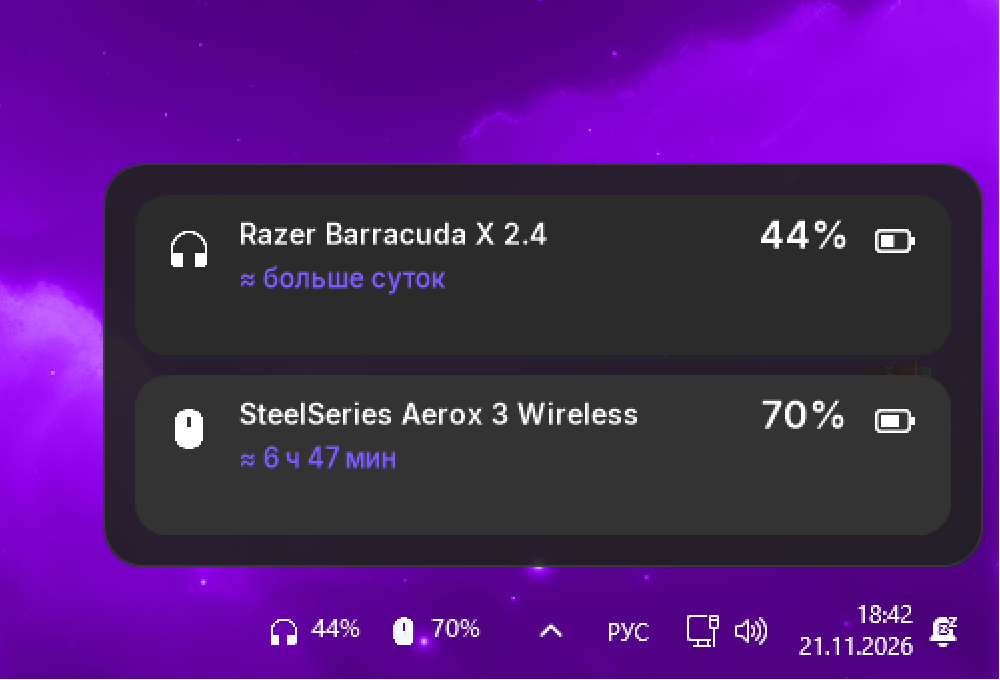 Razer Barracuda X 2.4
44%
≈ больше суток
SteelSeries Aerox 3 Wireless
70%
≈ 6 ч 47 мин
44%
70%
РУС
18:42
21.11.2026